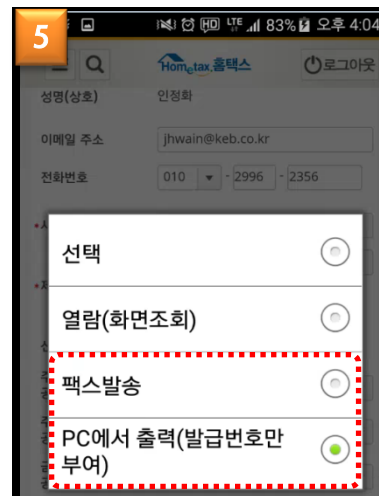 5
LTE 83% 오후 4:04
Hometax.홈택스 로그아웃
성명(상호) 인정화
이메일 주소 jhwain@keb.co.kr
전화번호 010 - 2996 - 2356
선택
열람(화면조회)
팩스발송
PC에서 출력(발급번호만
부여)